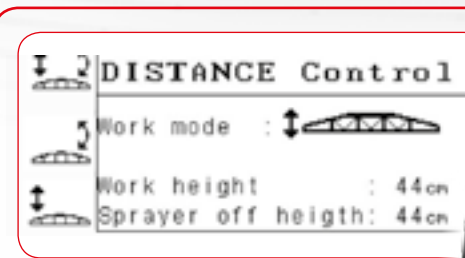 DISTANCE Control
Work mode :
Work height : 44cm
Sprayer off heigth: 44cm